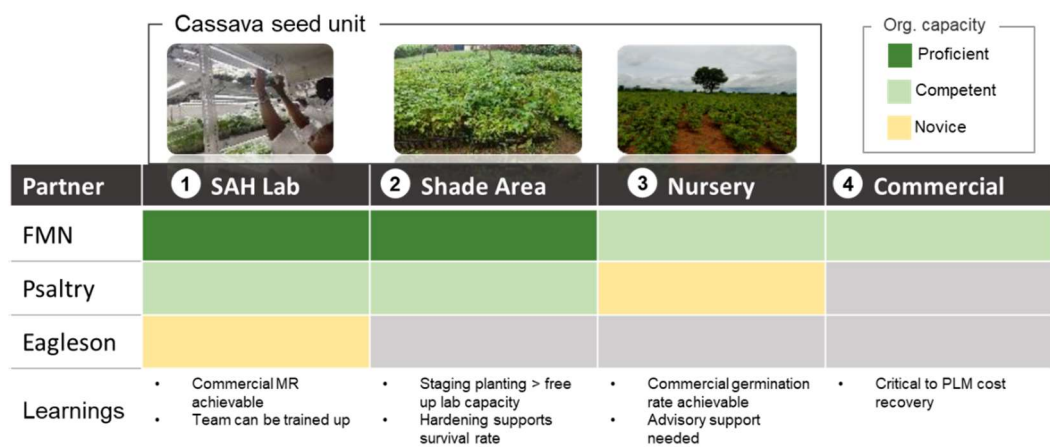 Cassava seed unit
Org. capacity
Proficient
Competent
Novice
Partner
1 SAH Lab
2 Shade Area
3 Nursery
4 Commercial
FMN
Psaltry
Eagleson
Learnings
• Commercial MR
achievable
• Team can be trained up
• Staging planting > free
up lab capacity
• Hardening supports
survival rate
• Commercial germination
rate achievable
• Advisory support
needed
• Critical to PLM cost
recovery